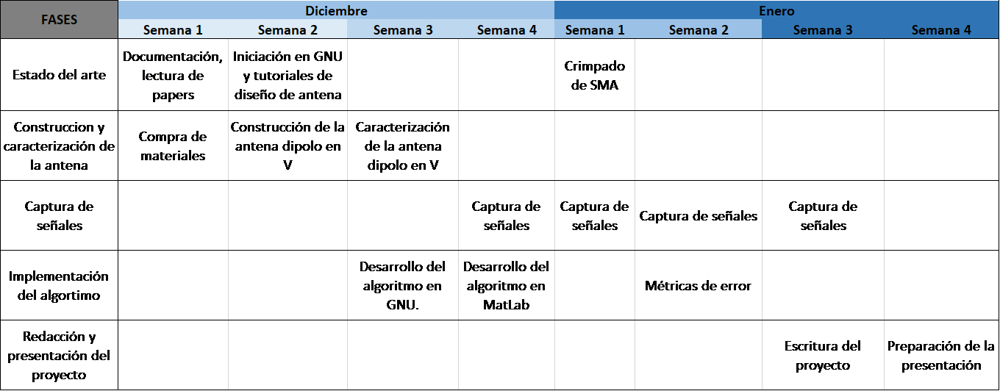 FASES
Diciembre
Enero
Semana 1
Semana 2
Semana 3
Semana 4
Semana 1
Semana 2
Semana 3
Semana 4
Estado del arte
Documentación,
lectura de
papers
Iniciación en GNU
y tutoriales de
diseño de antena
Crimpado
de SMA
Construccion y
caracterización de
la antena
Compra de
materiales
Construcción de la
antena dipolo en
V
Caracterización
de la antena
dipolo en V
Captura de
señales
Captura de
señales
Captura de
señales
Captura de señales
Captura de
señales
Implementación
del algortimo
Desarrollo del
algoritmo en
GNU.
Desarrollo del
algoritmo en
MatLab
Métricas de error
Redacción y
presentación del
proyecto
Escritura del
proyecto
Preparación de la
presentación